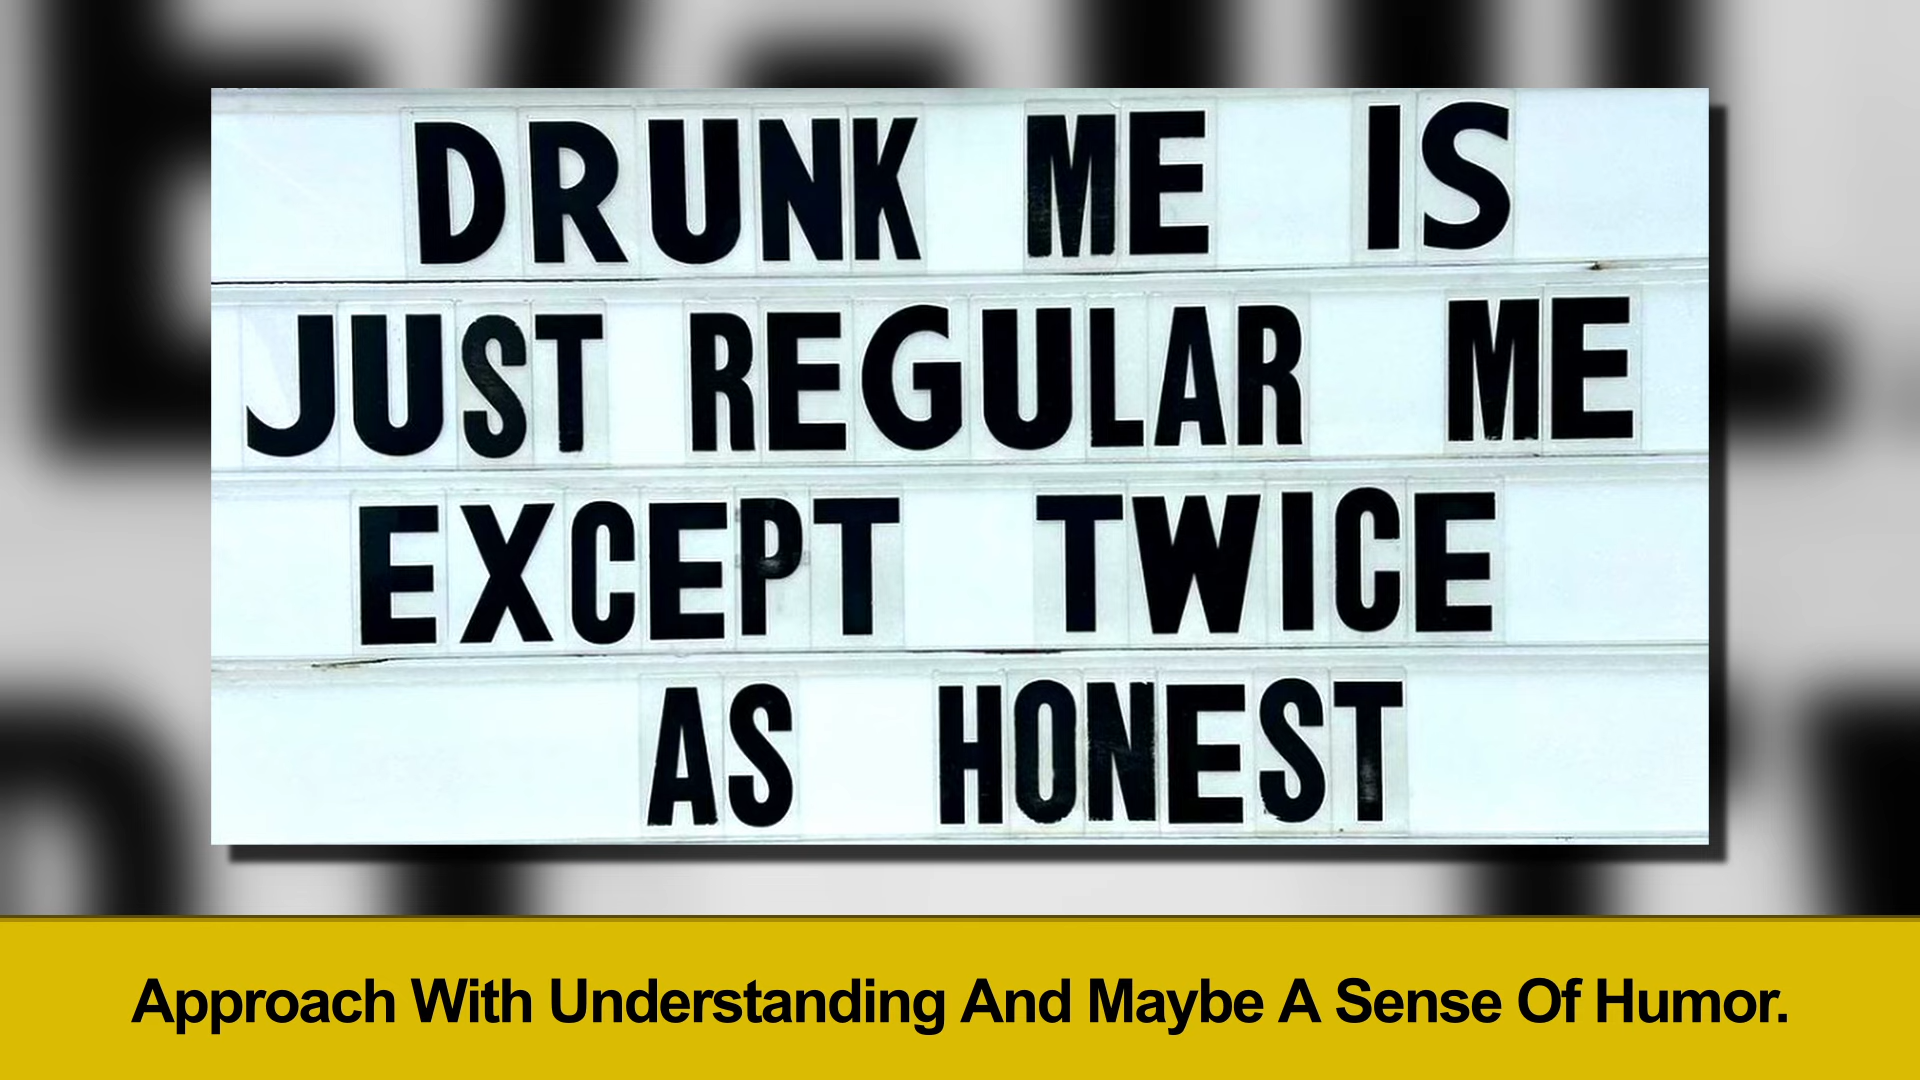 DRUNK ME IS
JUST REGULAR ME
EXCEPT TWICE
AS HONEST
Approach With Understanding And Maybe A Sense Of Humor.